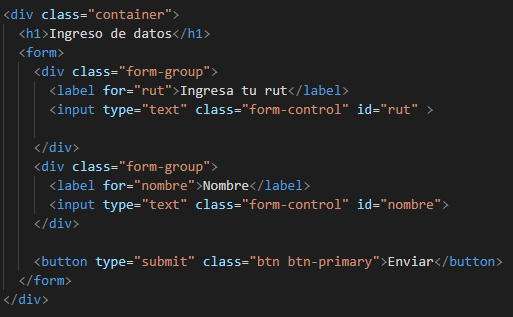 <div class="container">
<h1>Ingreso de datos</h1>
<form>
<div class="form-group">
<label for="rut">Ingresa tu rut</label>
<input type="text" class="form-control" id="rut" >
</div>
<div class="form-group">
<label for="nombre">Nombre</label>
<input type="text" class="form-control" id="nombre">
</div>
<button type="submit" class="btn btn-primary">Enviar</button>
</form>
</div>